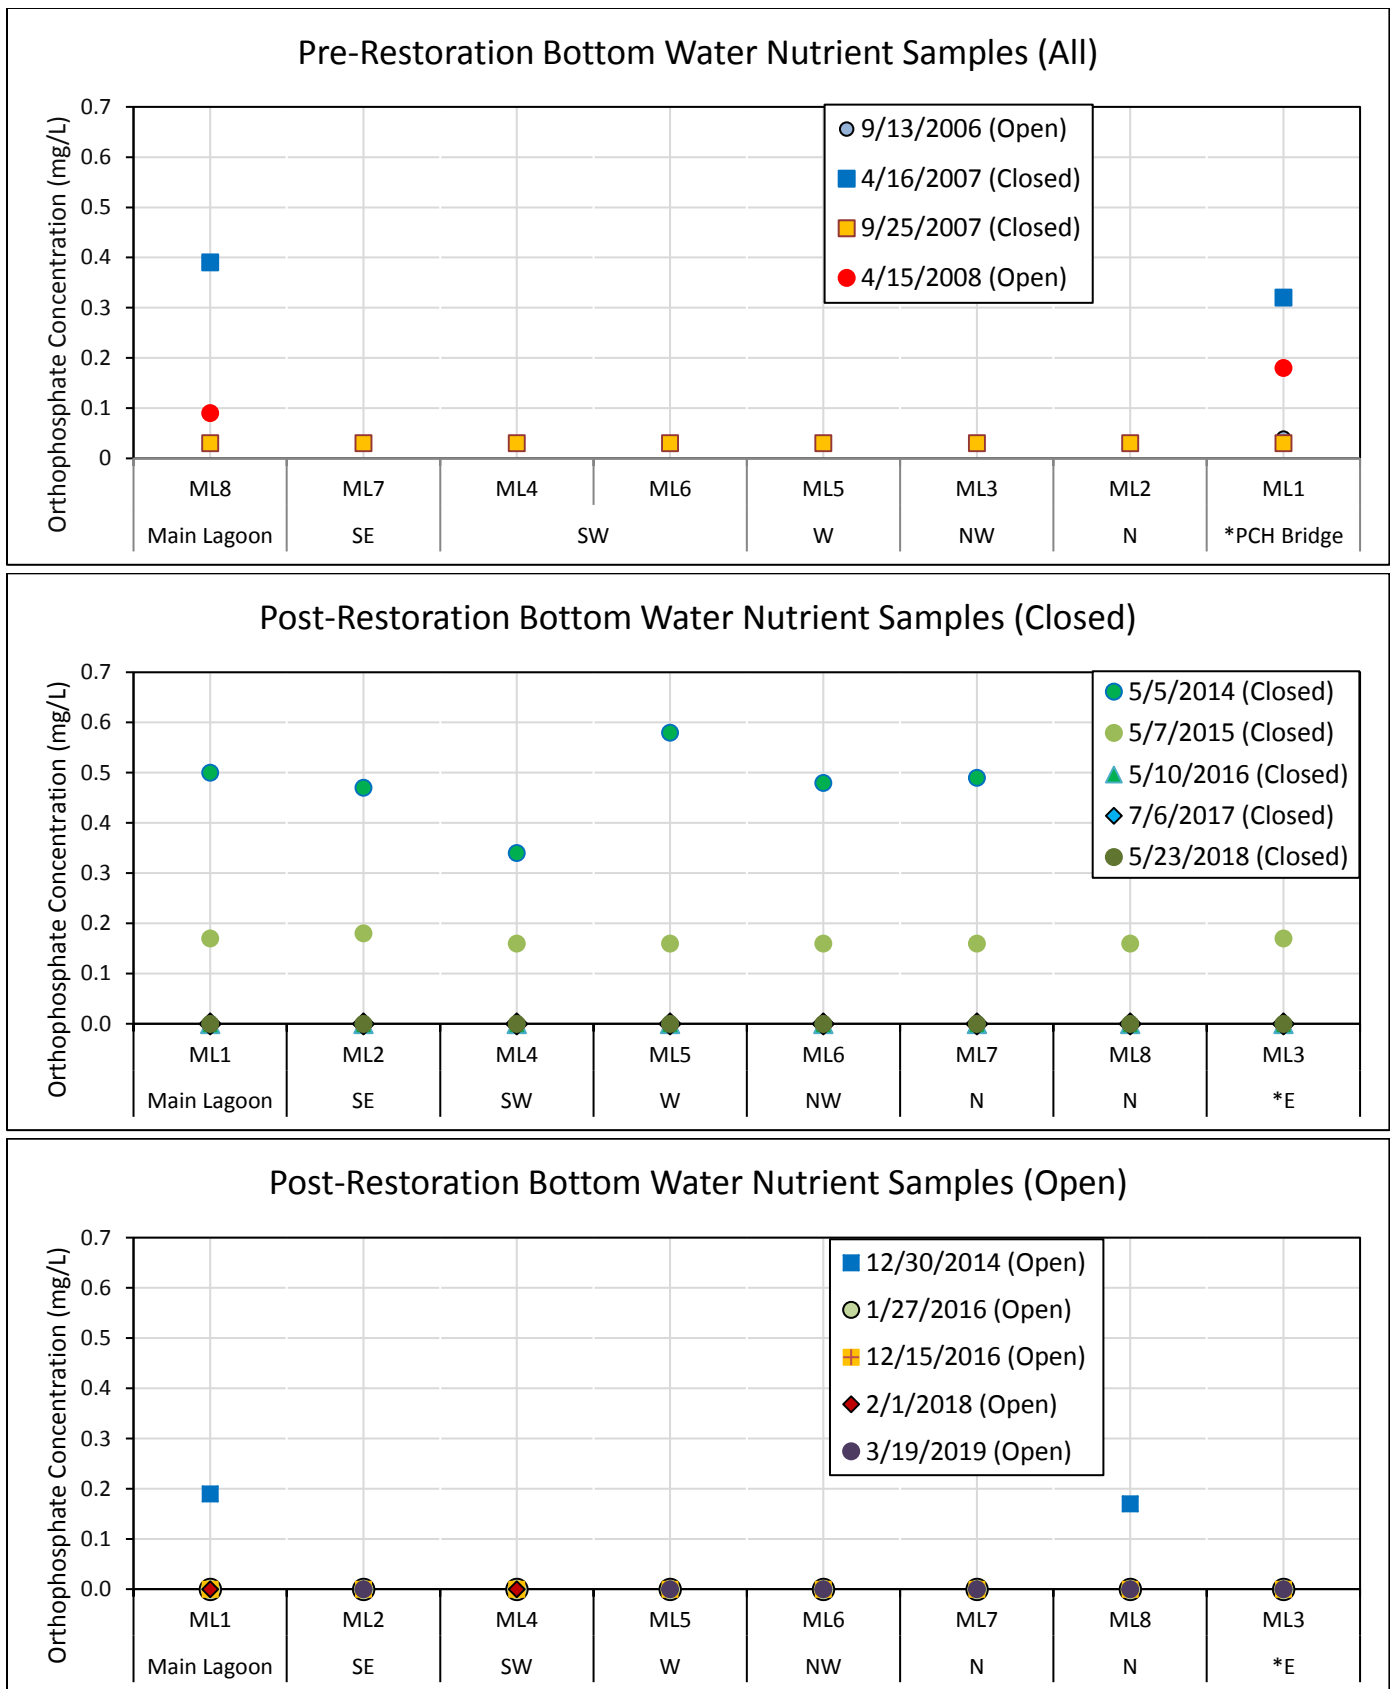 Pre-Restoration Bottom Water Nutrient Samples (All)
Orthophosphate Concentration (mg/L)
0.7
0.6
0.5
0.4
0.3
0.2
0.1
0
9/13/2006 (Open)
4/16/2007 (Closed)
9/25/2007 (Closed)
4/15/2008 (Open)
ML8 ML7 ML4 ML6 ML5 ML3 ML2 ML1
Main Lagoon SE SW W NW N *PCH Bridge
Post-Restoration Bottom Water Nutrient Samples (Closed)
Orthophosphate Concentration (mg/L)
0.7
0.6
0.5
0.4
0.3
0.2
0.1
0.0
5/5/2014 (Closed)
5/7/2015 (Closed)
5/10/2016 (Closed)
7/6/2017 (Closed)
5/23/2018 (Closed)
ML1 ML2 ML4 ML5 ML6 ML7 ML8 ML3
Main Lagoon SE SW W NW N N *E
Post-Restoration Bottom Water Nutrient Samples (Open)
Orthophosphate Concentration (mg/L)
0.7
0.6
0.5
0.4
0.3
0.2
0.1
0.0
12/30/2014 (Open)
1/27/2016 (Open)
12/15/2016 (Open)
2/1/2018 (Open)
3/19/2019 (Open)
ML1 ML2 ML4 ML5 ML6 ML7 ML8 ML3
Main Lagoon SE SW W NW N N *E